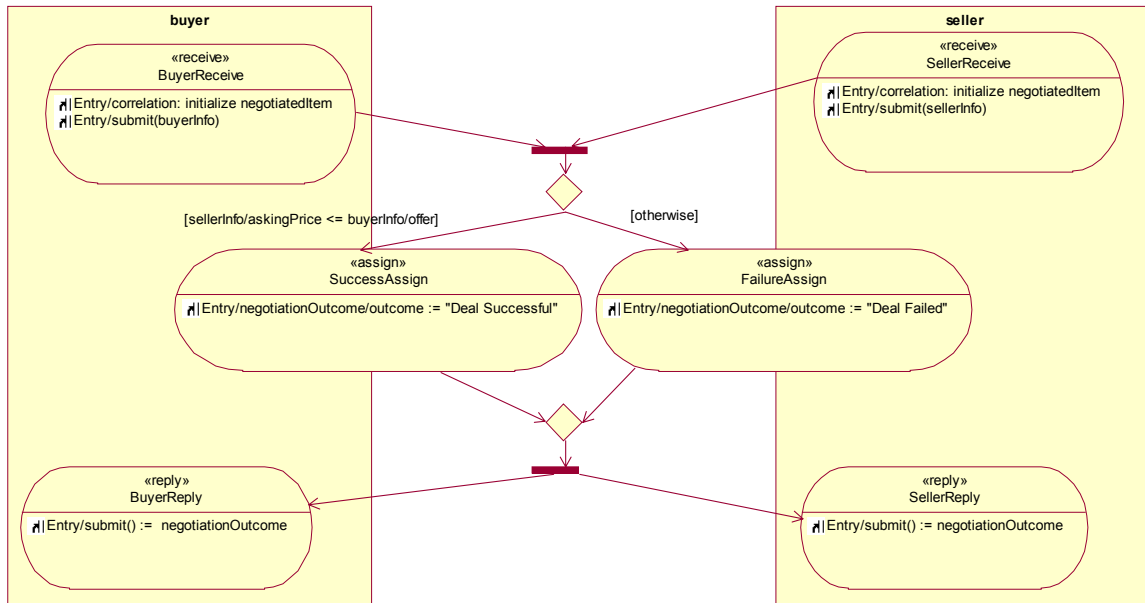 buyer
seller
«receive»
BuyerReceive
Entry/correlation: initialize negotiatedItem
Entry/submit(buyerInfo)
«receive»
SellerReceive
Entry/correlation: initialize negotiatedItem
Entry/submit(sellerInfo)
[sellerInfo/askingPrice <= buyerInfo/offer]
[otherwise]
«assign»
SuccessAssign
Entry/negotiationOutcome/outcome := "Deal Successful"
«assign»
FailureAssign
Entry/negotiationOutcome/outcome := "Deal Failed"
«reply»
BuyerReply
Entry/submit() := negotiationOutcome
«reply»
SellerReply
Entry/submit() := negotiationOutcome